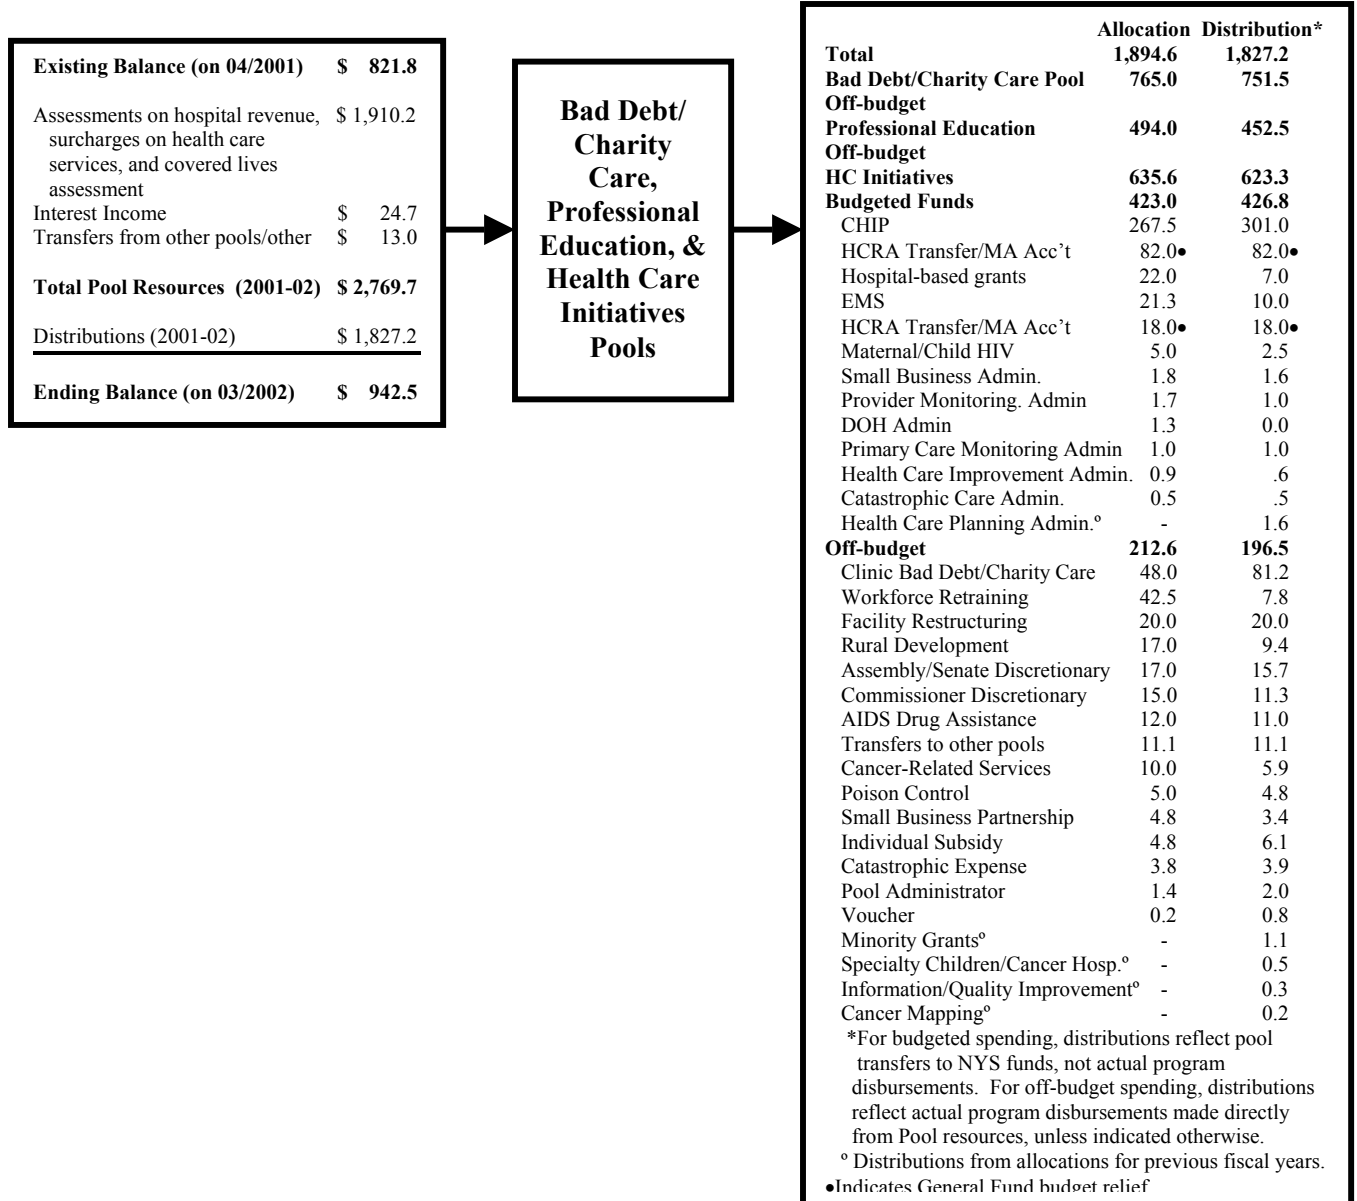 Existing Balance (on 04/2001) $ 821.8
Assessments on hospital revenue, $ 1,910.2
surcharges on health care
services, and covered lives
assessment
Interest Income $ 24.7
Transfers from other pools/other $ 13.0
Total Pool Resources (2001-02) $ 2,769.7
Distributions (2001-02) $ 1,827.2
Ending Balance (on 03/2002) $ 942.5
Bad Debt/
Charity
Care,
Professional
Education, &
Health Care
Initiatives
Pools
Allocation Distribution*
Total 1,894.6 1,827.2
Bad Debt/Charity Care Pool 765.0 751.5
Off-budget
Professional Education 494.0 452.5
Off-budget
HC Initiatives 635.6 623.3
Budgeted Funds 423.0 426.8
CHIP 267.5 301.0
HCRA Transfer/MA Acc’t 82.0● 82.0●
Hospital-based grants 22.0 7.0
EMS 21.3 10.0
HCRA Transfer/MA Acc’t 18.0● 18.0●
Maternal/Child HIV 5.0 2.5
Small Business Admin. 1.8 1.6
Provider Monitoring. Admin 1.7 1.0
DOH Admin 1.3 0.0
Primary Care Monitoring Admin 1.0 1.0
Health Care Improvement Admin. 0.9 .6
Catastrophic Care Admin. 0.5 .5
Health Care Planning Admin.º - 1.6
Off-budget 212.6 196.5
Clinic Bad Debt/Charity Care 48.0 81.2
Workforce Retraining 42.5 7.8
Facility Restructuring 20.0 20.0
Rural Development 17.0 9.4
Assembly/Senate Discretionary 17.0 15.7
Commissioner Discretionary 15.0 11.3
AIDS Drug Assistance 12.0 11.0
Transfers to other pools 11.1 11.1
Cancer-Related Services 10.0 5.9
Poison Control 5.0 4.8
Small Business Partnership 4.8 3.4
Individual Subsidy 4.8 6.1
Catastrophic Expense 3.8 3.9
Pool Administrator 1.4 2.0
Voucher 0.2 0.8
Minority Grantsº - 1.1
Specialty Children/Cancer Hosp.º - 0.5
Information/Quality Improvementº - 0.3
Cancer Mappingº - 0.2
*For budgeted spending, distributions reflect pool
transfers to NYS funds, not actual program
disbursements. For off-budget spending, distributions
reflect actual program disbursements made directly
from Pool resources, unless indicated otherwise.
º Distributions from allocations for previous fiscal years.
●Indicates General Fund budget relief